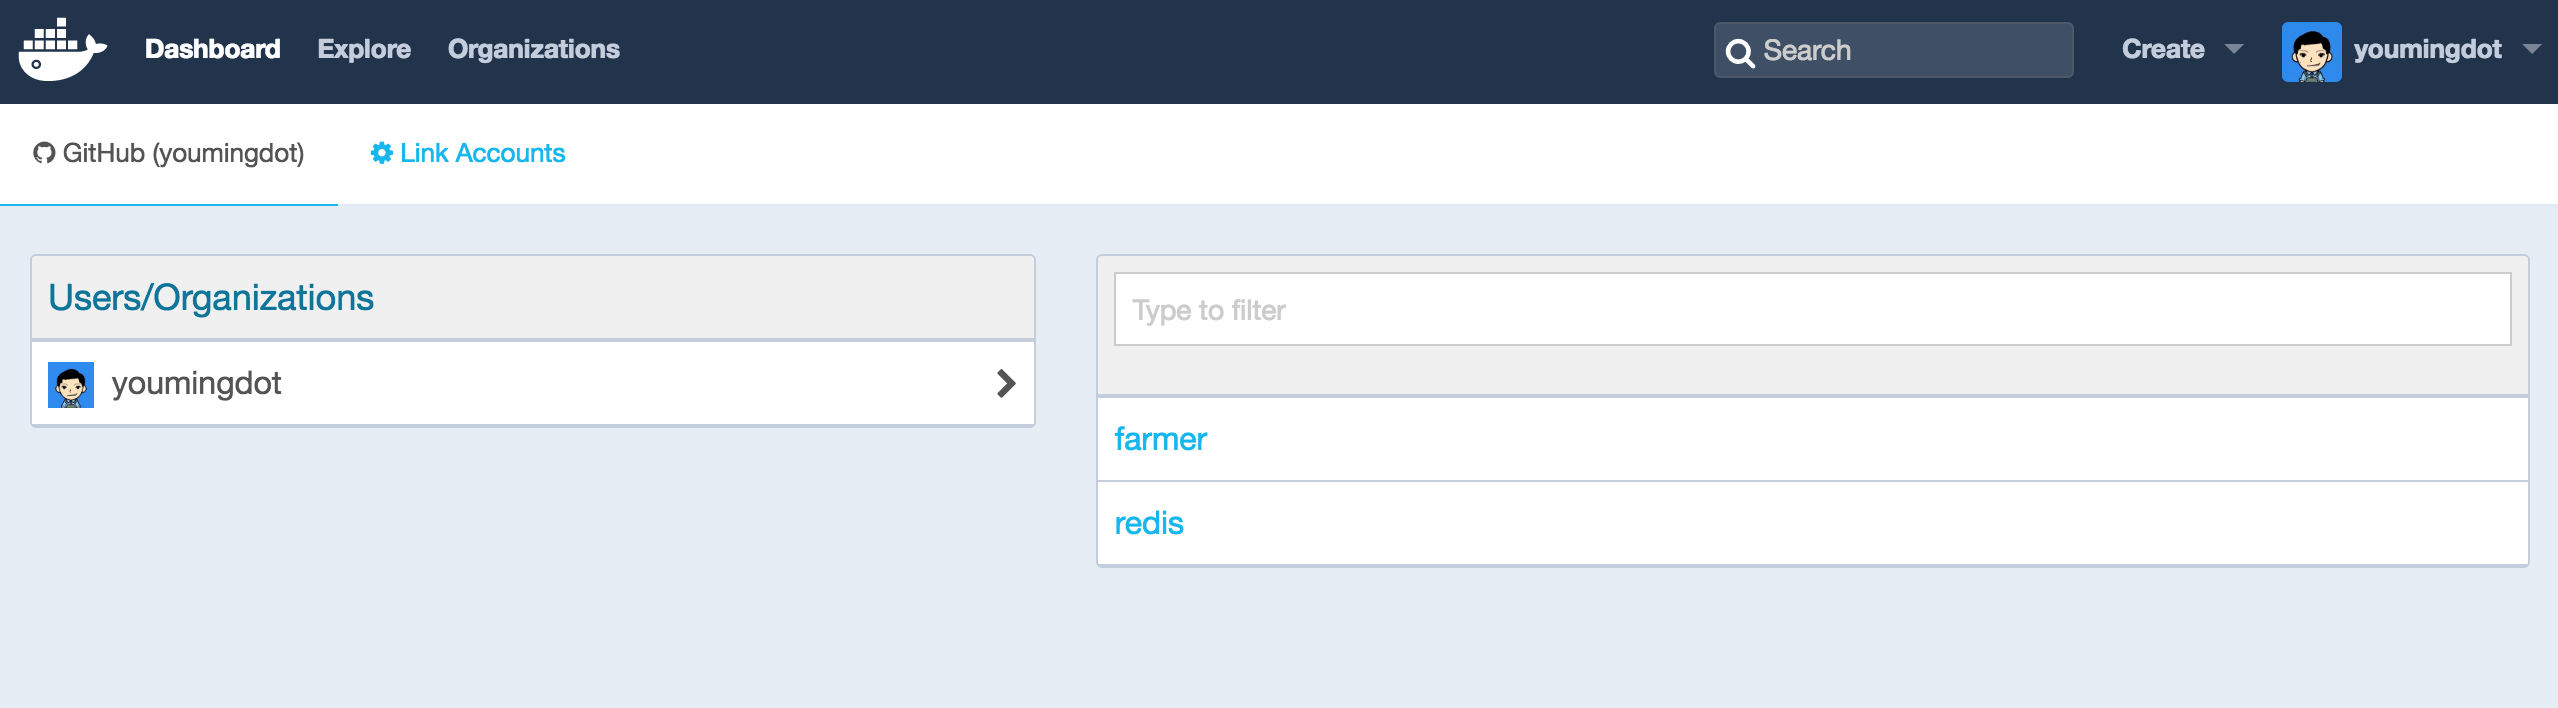 Dashboard Explore Organizations Search Create youmingdot
GitHub (youmingdot) Link Accounts
Users/Organizations
youmingdot
Type to filter
farmer
redis